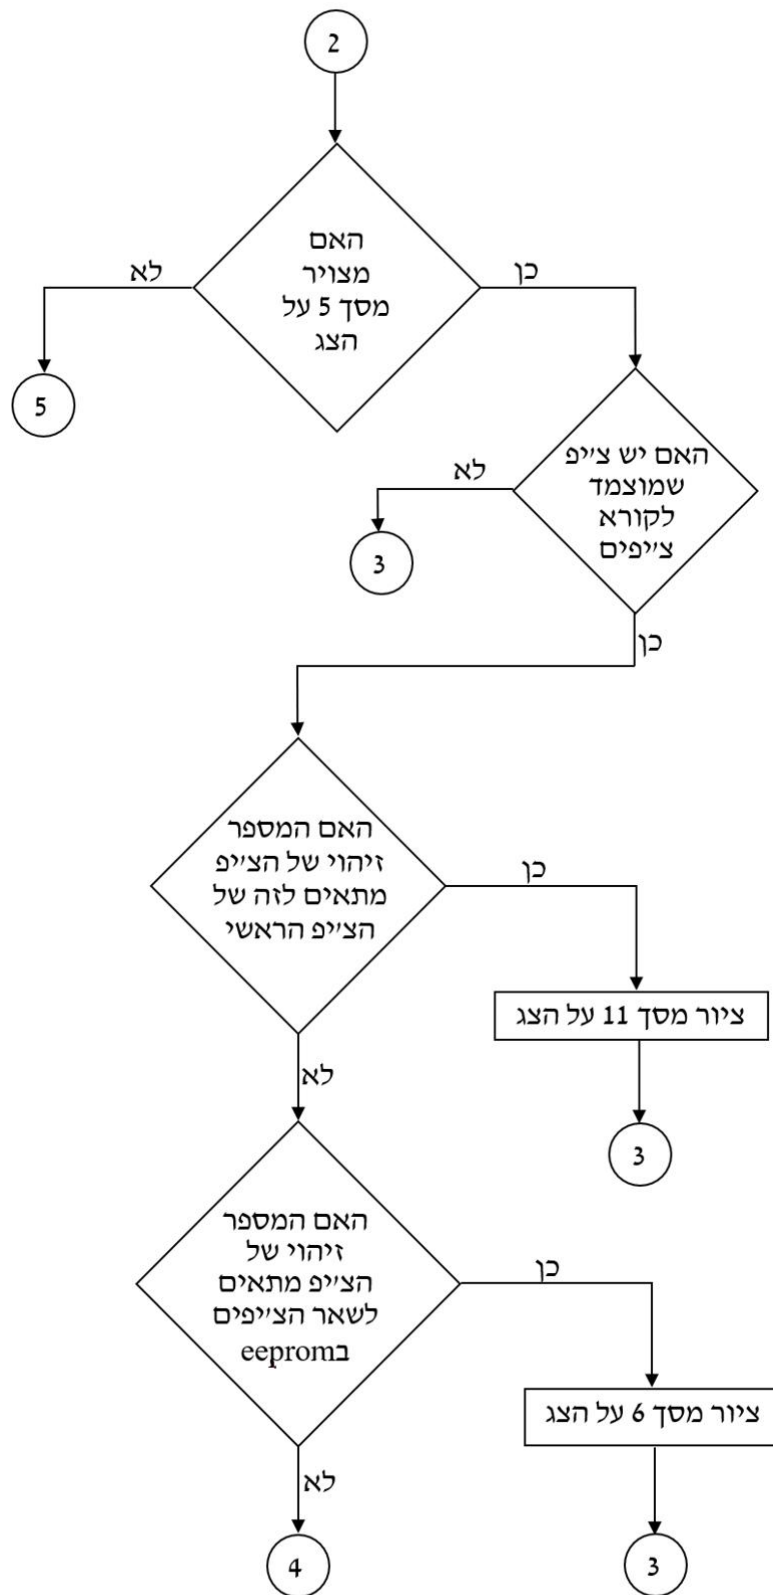 2
האם
מצויר
מסך 5 על
הצג
לא
כן
5
האם יש צ׳יפ
שמוצמד
לקורא
צ׳יפים
לא
3
כן
האם המספר
זיהוי של הצ׳יפ
מתאים לזה של
הצ׳יפ הראשי
כן
ציור מסך 11 על הצג
3
לא
האם המספר
זיהוי של
הצ׳יפ מתאים
לשאר הצ׳יפים
בeeprom
כן
ציור מסך 6 על הצג
3
לא
4